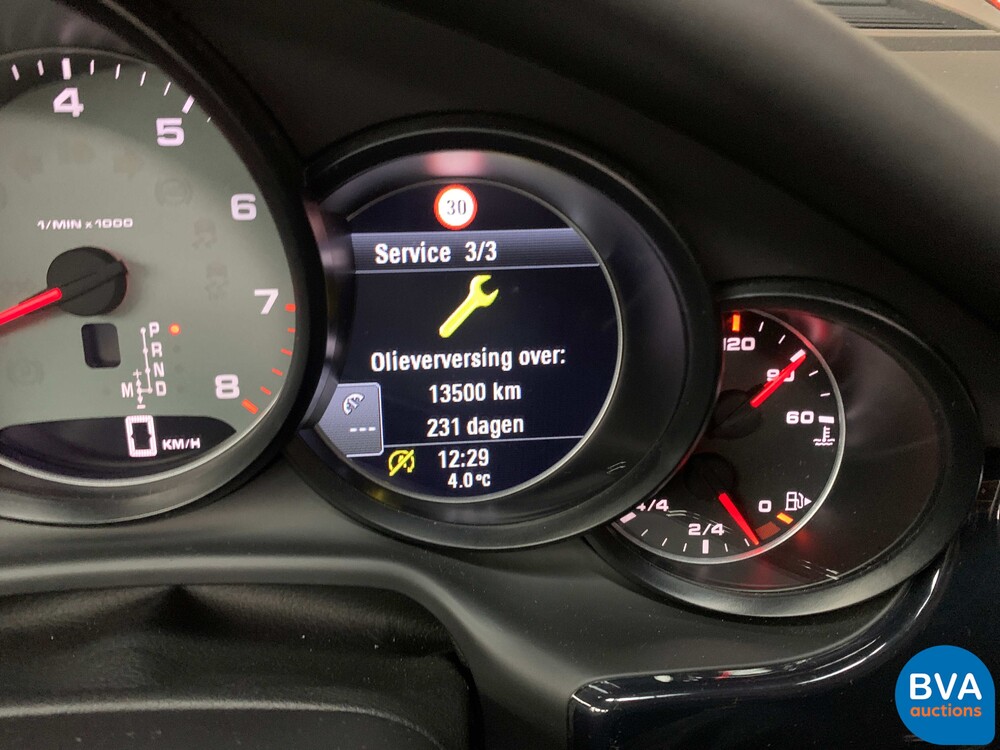 4
5
6
7
8
1/MIN x 1000
P
R
N
M D
0 KM/H
30
Service 3/3
Olieverversing over:
13500 km
231 dagen
---
12:29
4.0°C
120
90
60
4/4
2/4
0
BVA
auctions